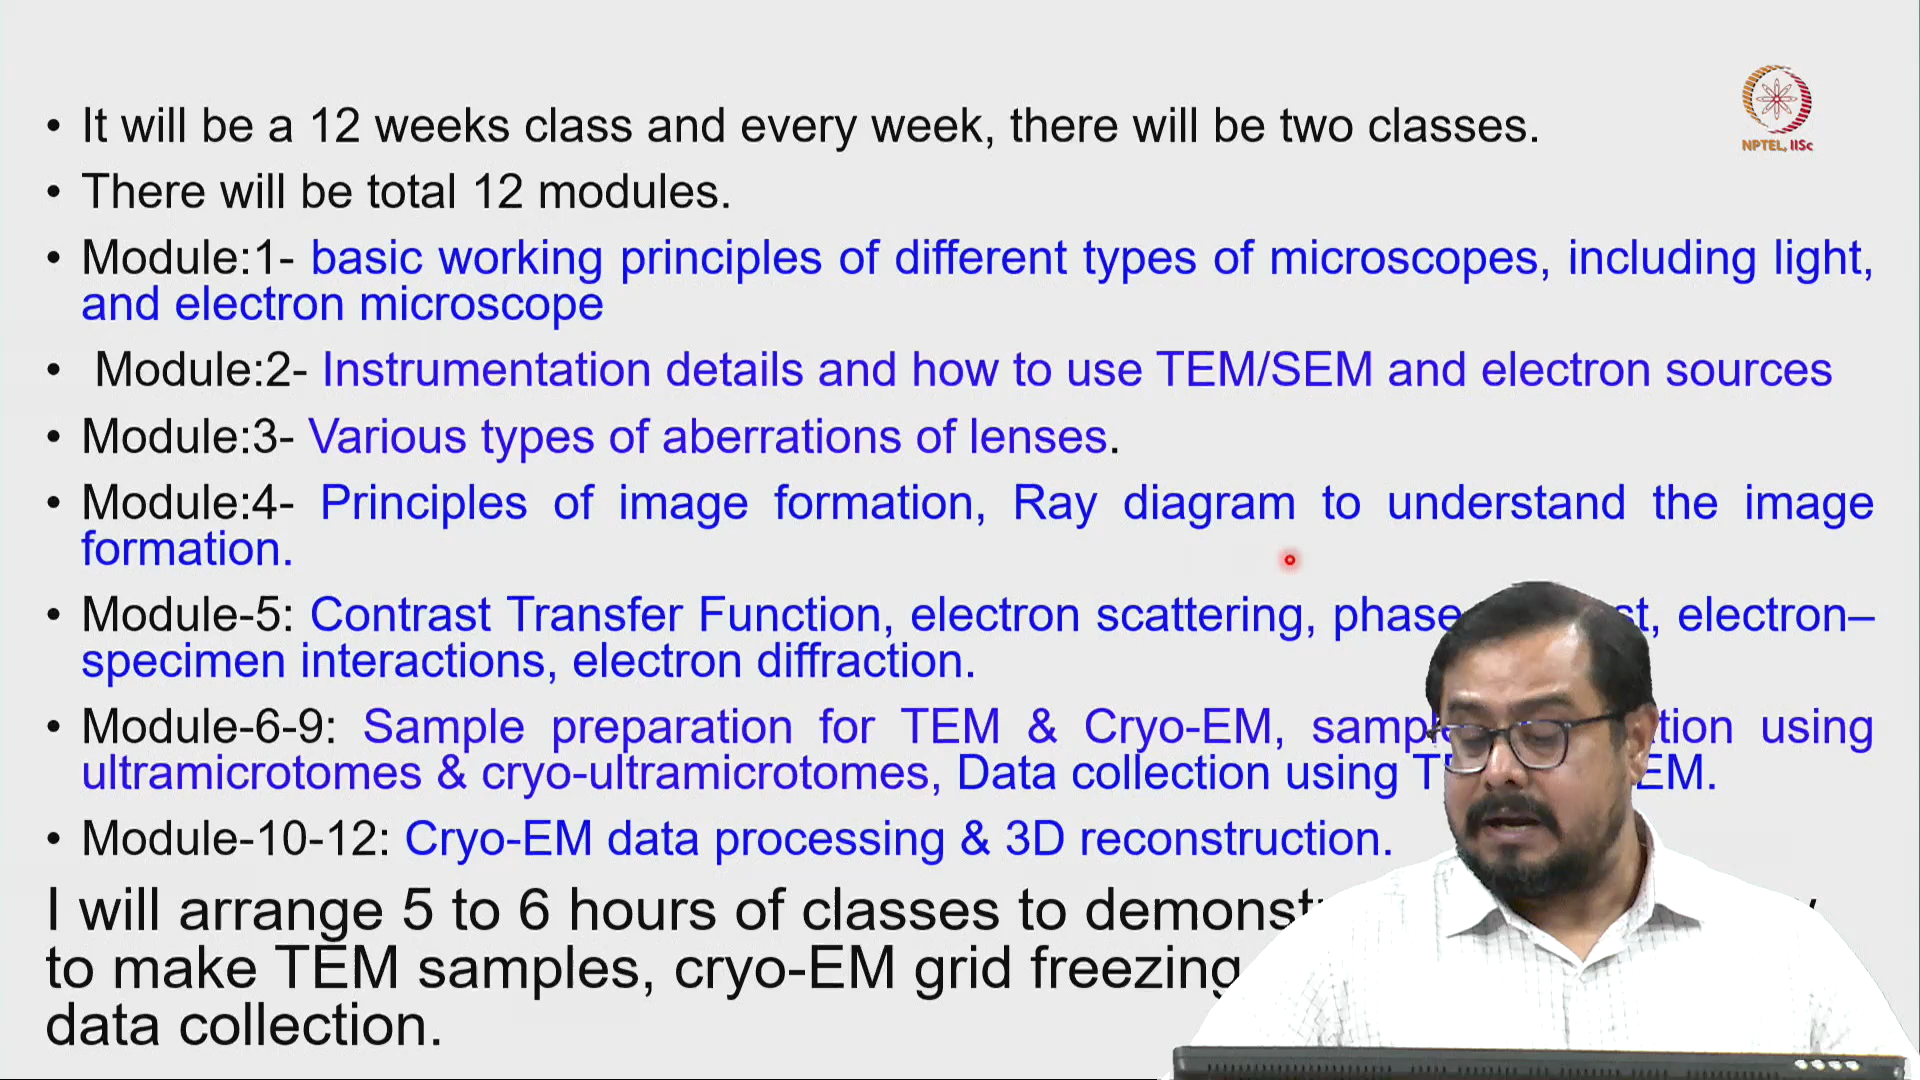 • It will be a 12 weeks class and every week, there will be two classes.
NPTEL, IISc
• There will be total 12 modules.
• Module:1- basic working principles of different types of microscopes, including light,
and electron microscope
• Module:2- Instrumentation details and how to use TEM/SEM and electron sources
• Module:3- Various types of aberrations of lenses.
• Module:4- Principles of image formation, Ray diagram to understand the image
formation.
• Module-5: Contrast Transfer Function, electron scattering, phase electron–
specimen interactions, electron diffraction.
• Module-6-9: Sample preparation for TEM & Cryo-EM, using
ultramicrotomes & cryo-ultramicrotomes, Data collection using
• Module-10-12: Cryo-EM data processing & 3D reconstruction.
I will arrange 5 to 6 hours of classes to
to make TEM samples, cryo-EM grid freezing
data collection.